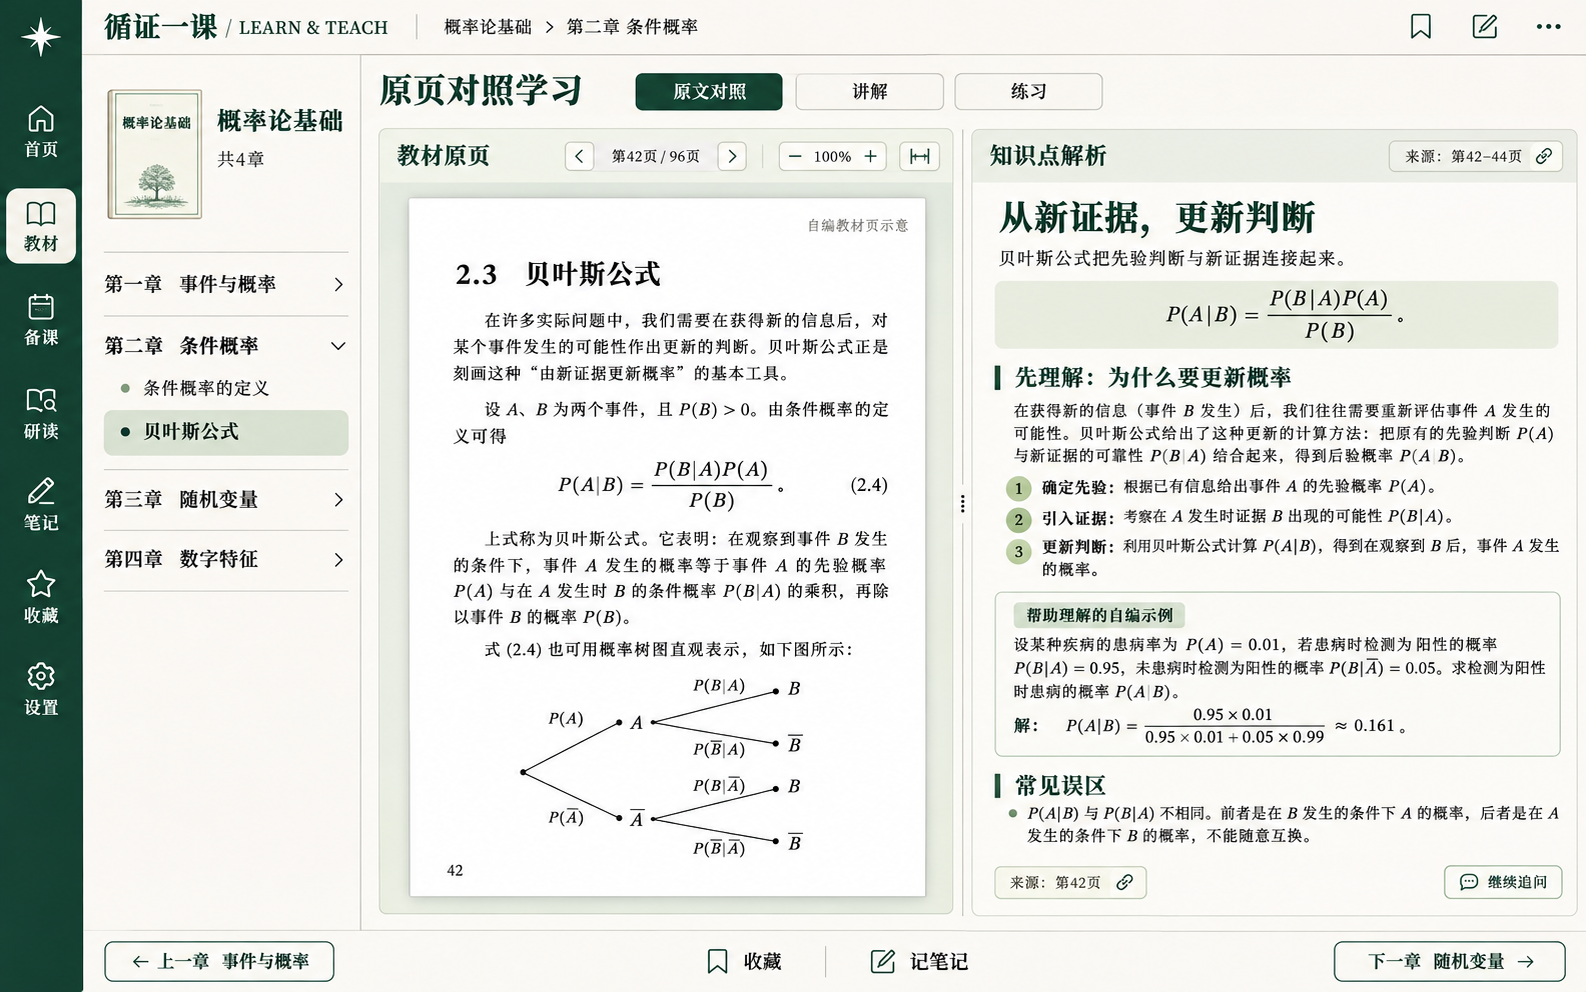 循证一课 / LEARN & TEACH
概率论基础 > 第二章 条件概率
首页
教材
备课
研读
笔记
收藏
设置
概率论基础
概率论基础
共4章
第一章 事件与概率
第二章 条件概率
条件概率的定义
贝叶斯公式
第三章 随机变量
第四章 数字特征
原页对照学习
原文对照
讲解
练习
教材原页
第42页 / 96页
100%
自编教材页示意
2.3 贝叶斯公式
在许多实际问题中，我们需要在获得新的信息后，对
某个事件发生的可能性作出更新的判断。贝叶斯公式正是
刻画这种“由新证据更新概率”的基本工具。
设 A、B 为两个事件，且 P(B) > 0。由条件概率的定
义可得
P(A|B) = P(B|A)P(A) / P(B) 。 (2.4)
上式称为贝叶斯公式。它表明：在观察到事件 B 发生
的条件下，事件 A 发生的概率等于事件 A 的先验概率
P(A) 与在 A 发生时 B 的条件概率 P(B|A) 的乘积，再除
以事件 B 的概率 P(B)。
式 (2.4) 也可用概率树图直观表示，如下图所示：
P(B|A) B
P(A) A
P(B̅|A) B̅
P(B|A̅) B
P(A̅) A̅
P(B̅|A̅) B̅
42
知识点解析
来源：第42–44页
从新证据，更新判断
贝叶斯公式把先验判断与新证据连接起来。
P(A|B) = P(B|A)P(A) / P(B) 。
先理解：为什么要更新概率
在获得新的信息（事件 B 发生）后，我们往往需要重新评估事件 A 发生的
可能性。贝叶斯公式给出了这种更新的计算方法：把原有的先验判断 P(A)
与新证据的可靠性 P(B|A) 结合起来，得到后验概率 P(A|B)。
1 确定先验：根据已有信息给出事件 A 的先验概率 P(A)。
2 引入证据：考察在 A 发生时证据 B 出现的可能性 P(B|A)。
3 更新判断：利用贝叶斯公式计算 P(A|B)，得到在观察到 B 后，事件 A 发生
的概率。
帮助理解的自编示例
设某种疾病的患病率为 P(A) = 0.01，若患病时检测为阳性的概率
P(B|A) = 0.95，未患病时检测为阳性的概率 P(B|A̅) = 0.05。求检测为阳性
时患病的概率 P(A|B)。
解： P(A|B) = 0.95 × 0.01 / 0.95 × 0.01 + 0.05 × 0.99 ≈ 0.161 。
常见误区
P(A|B) 与 P(B|A) 不相同。前者是在 B 发生的条件下 A 的概率，后者是在 A
发生的条件下 B 的概率，不能随意互换。
来源：第42页
继续追问
← 上一章 事件与概率
收藏
记笔记
下一章 随机变量 →